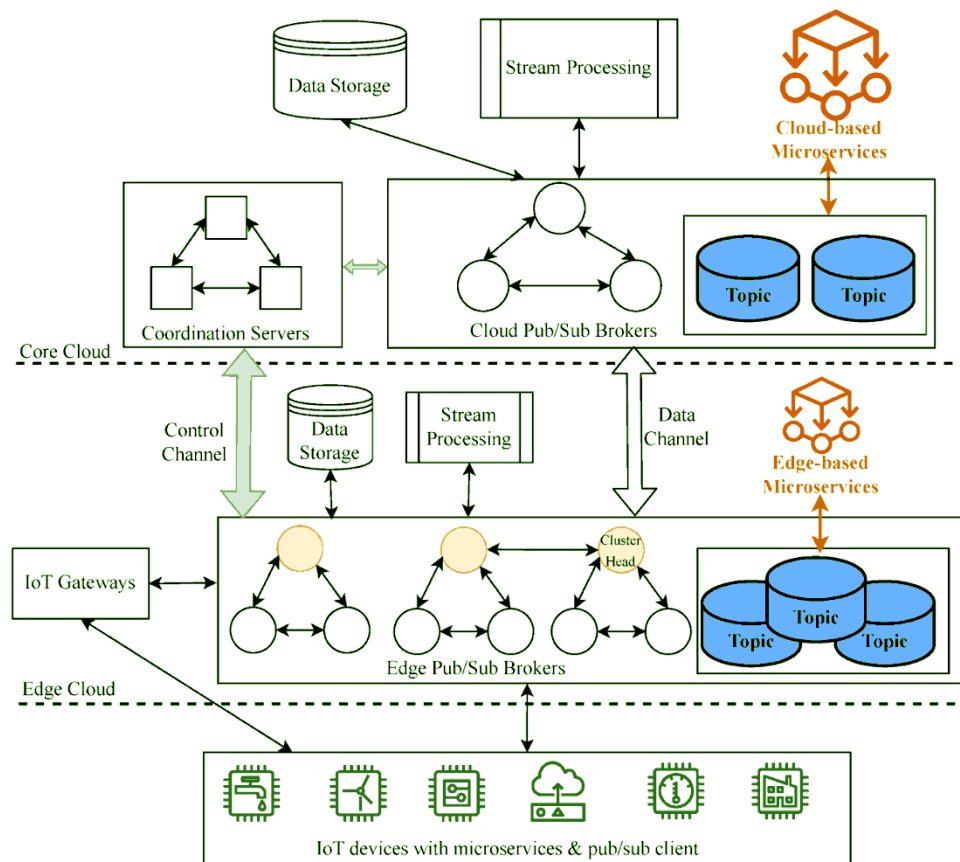 Data Storage
Stream Processing
Cloud-based
Microservices
Topic
Topic
Coordination Servers
Cloud Pub/Sub Brokers
Core Cloud
Control
Channel
Data
Storage
Stream
Processing
Data
Channel
Edge-based
Microservices
Cluster
Head
IoT Gateways
Topic
Topic
Topic
Edge Pub/Sub Brokers
Edge Cloud
IoT devices with microservices & pub/sub client